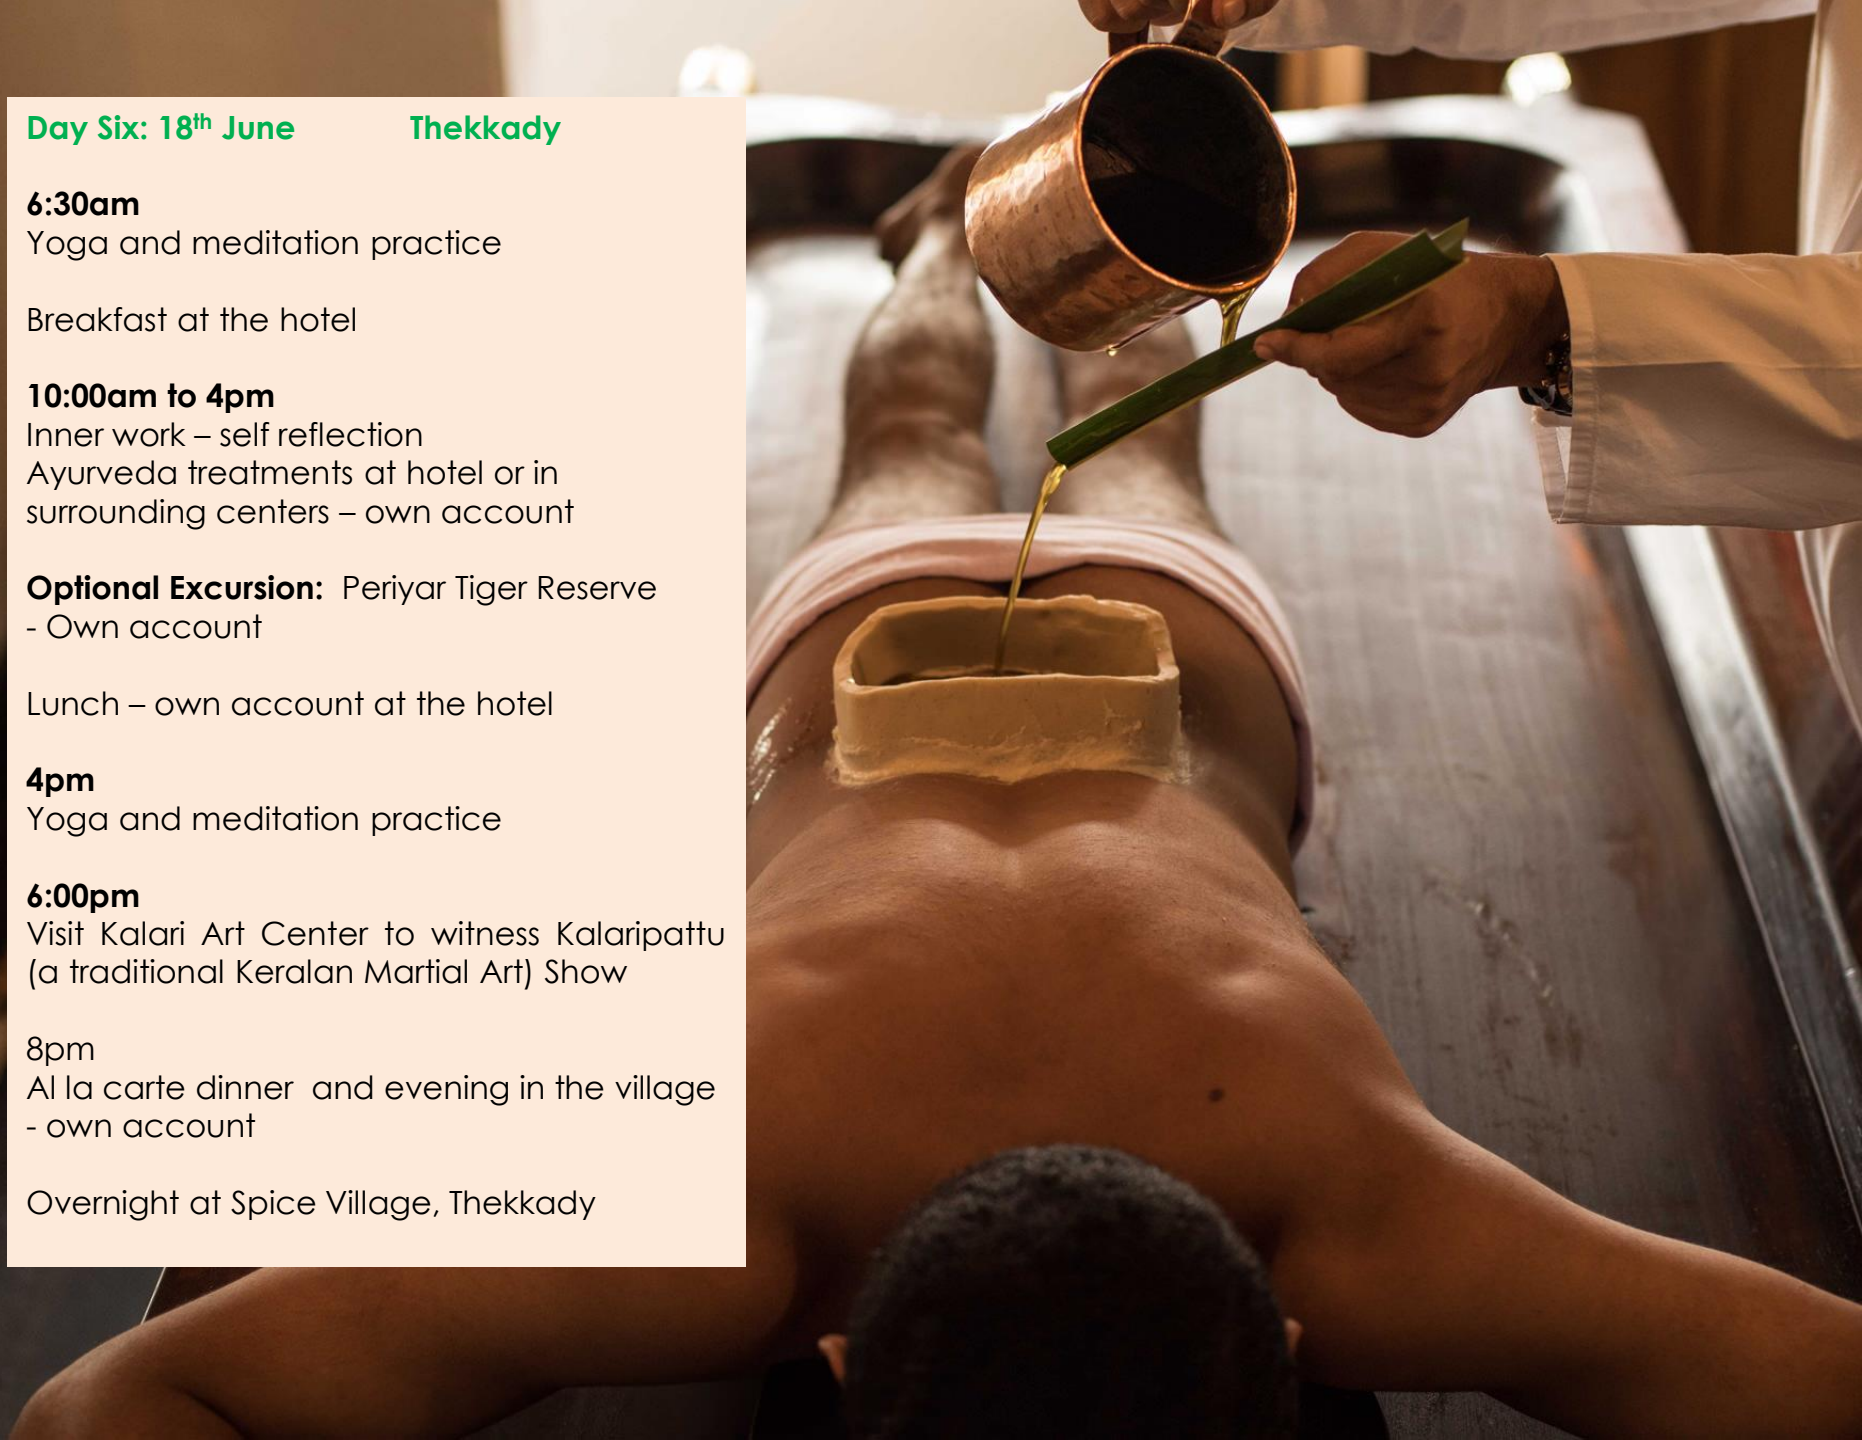 Day Six: 18th June Thekkady
6:30am
Yoga and meditation practice
Breakfast at the hotel
10:00am to 4pm
Inner work – self reflection
Ayurveda treatments at hotel or in
surrounding centers – own account
Optional Excursion: Periyar Tiger Reserve
- Own account
Lunch – own account at the hotel
4pm
Yoga and meditation practice
6:00pm
Visit Kalari Art Center to witness Kalaripattu
(a traditional Keralan Martial Art) Show
8pm
Al la carte dinner and evening in the village
- own account
Overnight at Spice Village, Thekkady